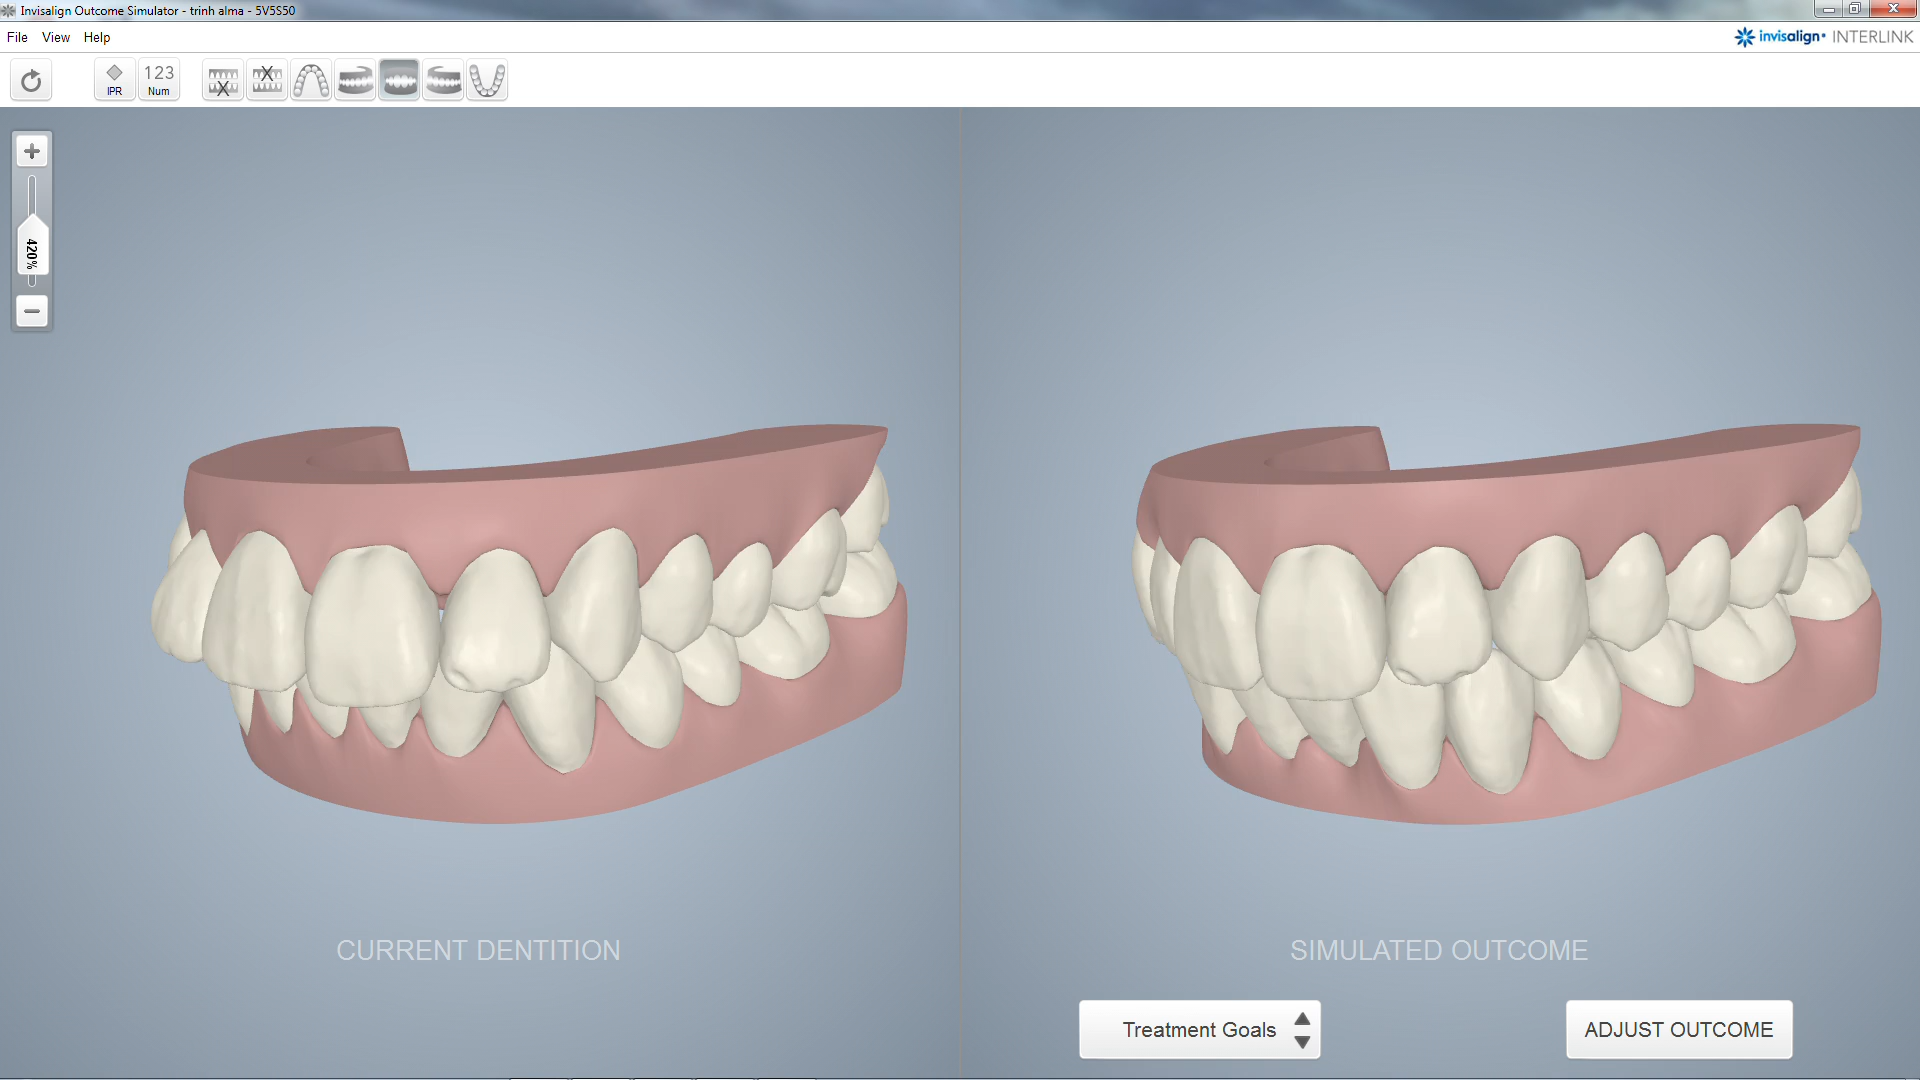 Invisalign Outcome Simulator - trinh alma - 5V5S50
File View Help
invisalign INTERLINK
IPR
123
Num
X
X
420%
CURRENT DENTITION
SIMULATED OUTCOME
Treatment Goals
ADJUST OUTCOME